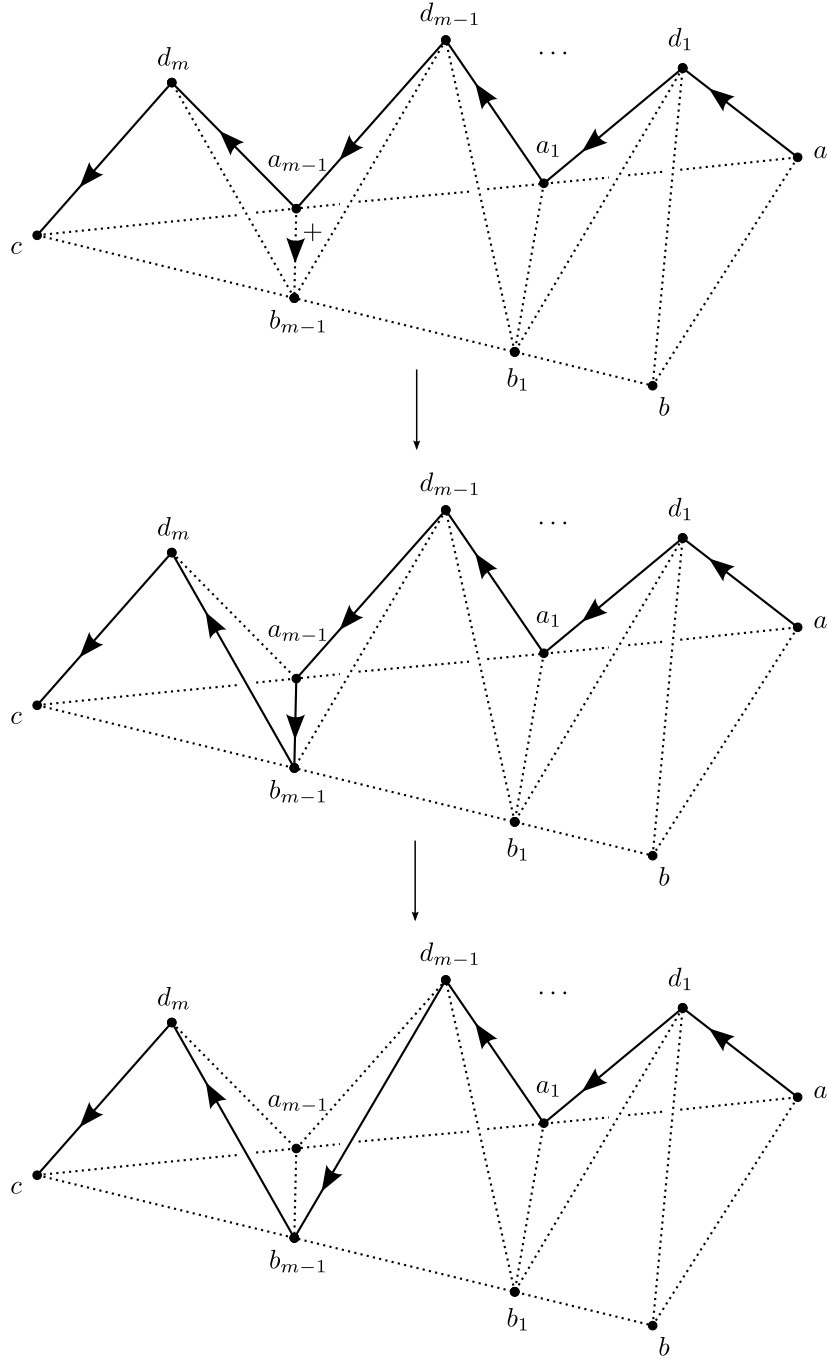 d_{m-1}
… d_1
d_m
a_{m-1} a_1 a
+
c
b_{m-1}
b_1
b
d_{m-1}
… d_1
d_m
a_{m-1} a_1 a
c
b_{m-1}
b_1
b
d_{m-1}
… d_1
d_m
a_{m-1} a_1 a
c
b_{m-1}
b_1
b